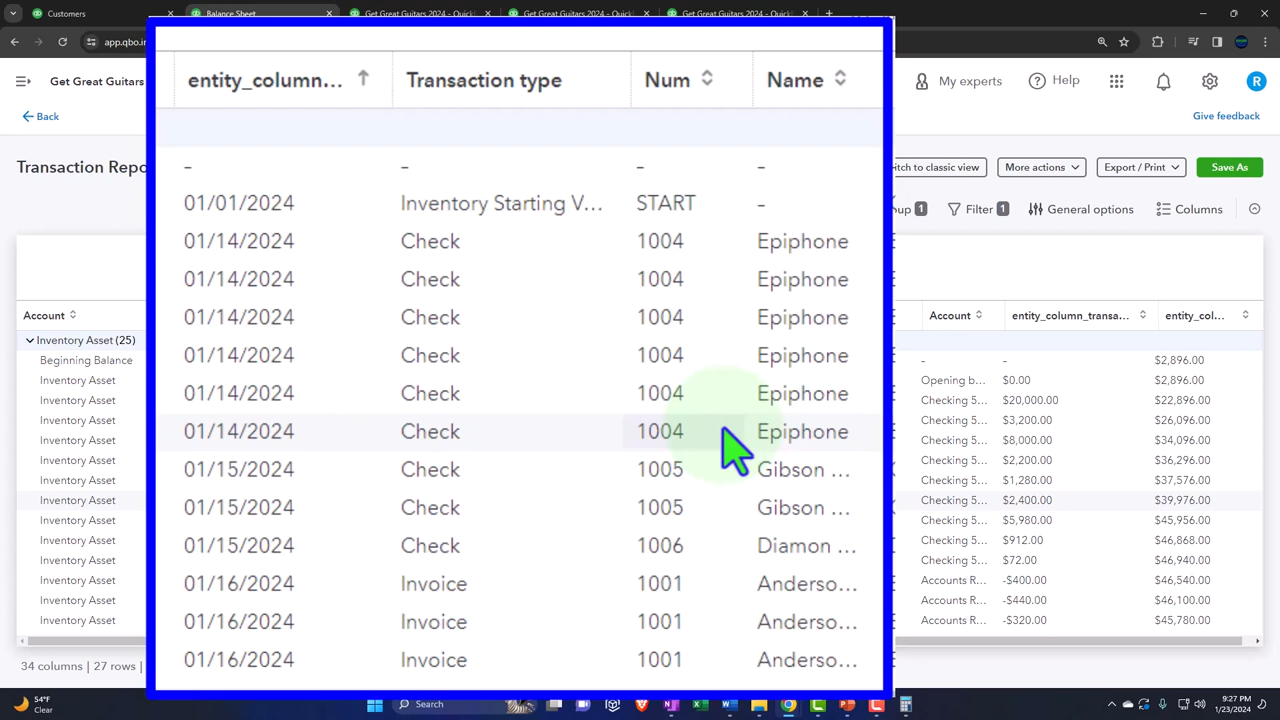 Customers
Balance Sheet
Get Great Guitars 2024 - Quick
Get Great Guitars 2024
Get Great Guitars 2024
app.qbo.in
Get Great Guitars
My experts
Help
R
Back
Give feedback
Transaction Repo
itch to classic view
More actions
Export / Print
Save As
oup 1
Filter 1
General options
Columns
entity_column...
Transaction type
Num
Name
-
-
-
-
01/01/2024 Inventory Starting V... START -
01/14/2024 Check 1004 Epiphone
01/14/2024 Check 1004 Epiphone
01/14/2024 Check 1004 Epiphone
01/14/2024 Check 1004 Epiphone
01/14/2024 Check 1004 Epiphone
01/14/2024 Check 1004 Epiphone
01/15/2024 Check 1005 Gibson ...
01/15/2024 Check 1005 Gibson ...
01/15/2024 Check 1006 Diamon ...
01/16/2024 Invoice 1001 Anderso...
01/16/2024 Invoice 1001 Anderso...
01/16/2024 Invoice 1001 Anderso...
Account
Inventory Asset (25)
Beginning Balance
Inventory Asset
Inventory Asset
Inventory Asset
Inventory Asset
Inventory Asset
Inventory Asset
Inventory Asset
Inventory Asset
Inventory Asset
Inventory Asset
Inventory Asset
Inventory Asset
Inventory Asset
Account entity_column_transa... entity_col...
- - $2,896.00
Opening b... $0.00 $2,896.00
Checking 5... $20,000.00 $22,896.00
Checking 5... $3,200.00 $26,096.00
Checking 5... $8,000.00 $34,096.00
Checking 5... $2,200.00 $36,296.00
Checking 5... $1,280.00 $37,576.00
Checking 5... $2,400.00 $39,976.00
Checking 5... $5,980.00 $45,956.00
Checking 5... $912.00 $46,868.00
Checking 5... $72.00 $46,940.00
Accounts R... -$400.00 $46,540.00
Accounts R... -$440.00 $46,100.00
Accounts R... -$320.00 $45,780.00
34 columns | 27 rows |
54°F
Clear
Search
9:27 PM
1/23/2024